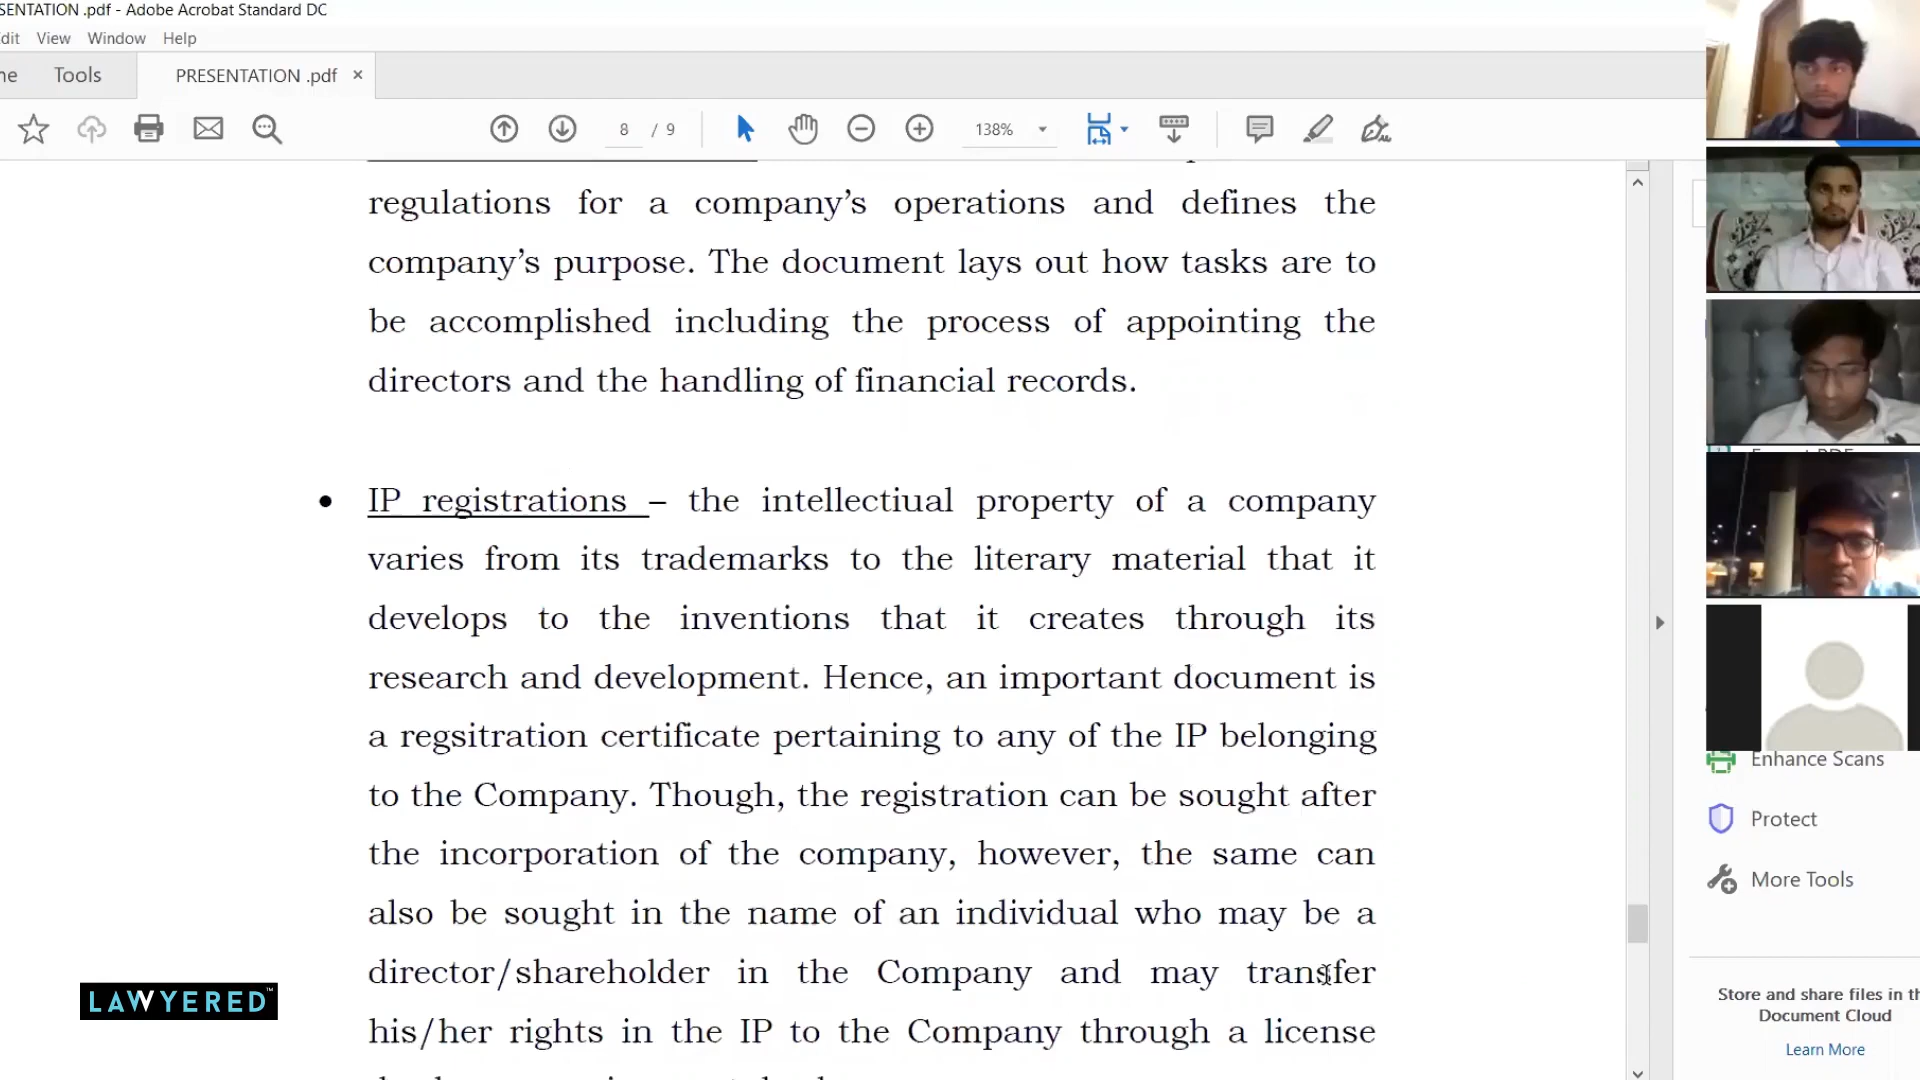 SENTATION .pdf - Adobe Acrobat Standard DC
dit View Window Help
me Tools PRESENTATION .pdf ×
8 / 9 138%
regulations for a company's operations and defines the
company's purpose. The document lays out how tasks are to
be accomplished including the process of appointing the
directors and the handling of financial records.
• IP registrations – the intellectiual property of a company
varies from its trademarks to the literary material that it
develops to the inventions that it creates through its
research and development. Hence, an important document is
a regsitration certificate pertaining to any of the IP belonging
to the Company. Though, the registration can be sought after
the incorporation of the company, however, the same can
also be sought in the name of an individual who may be a
director/shareholder in the Company and may transfer
his/her rights in the IP to the Company through a license
Enhance Scans
Protect
More Tools
Store and share files in th
Document Cloud
Learn More
LAWYERED™